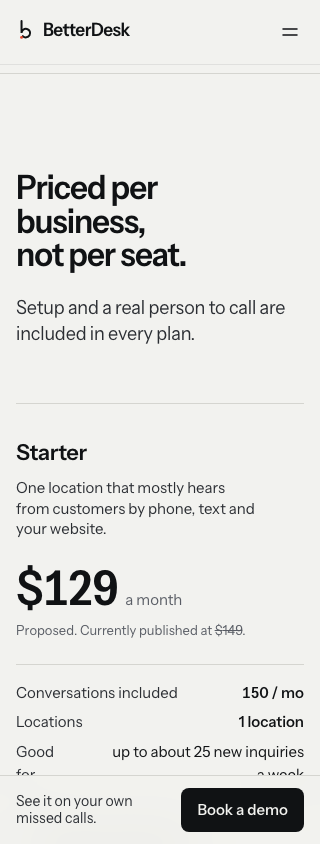 BetterDesk
Priced per
business,
not per seat.
Setup and a real person to call are
included in every plan.
Starter
One location that mostly hears
from customers by phone, text and
your website.
$129 a month
Proposed. Currently published at $149.
Conversations included 150 / mo
Locations 1 location
Good up to about 25 new inquiries
for a week
See it on your own
missed calls.
Book a demo